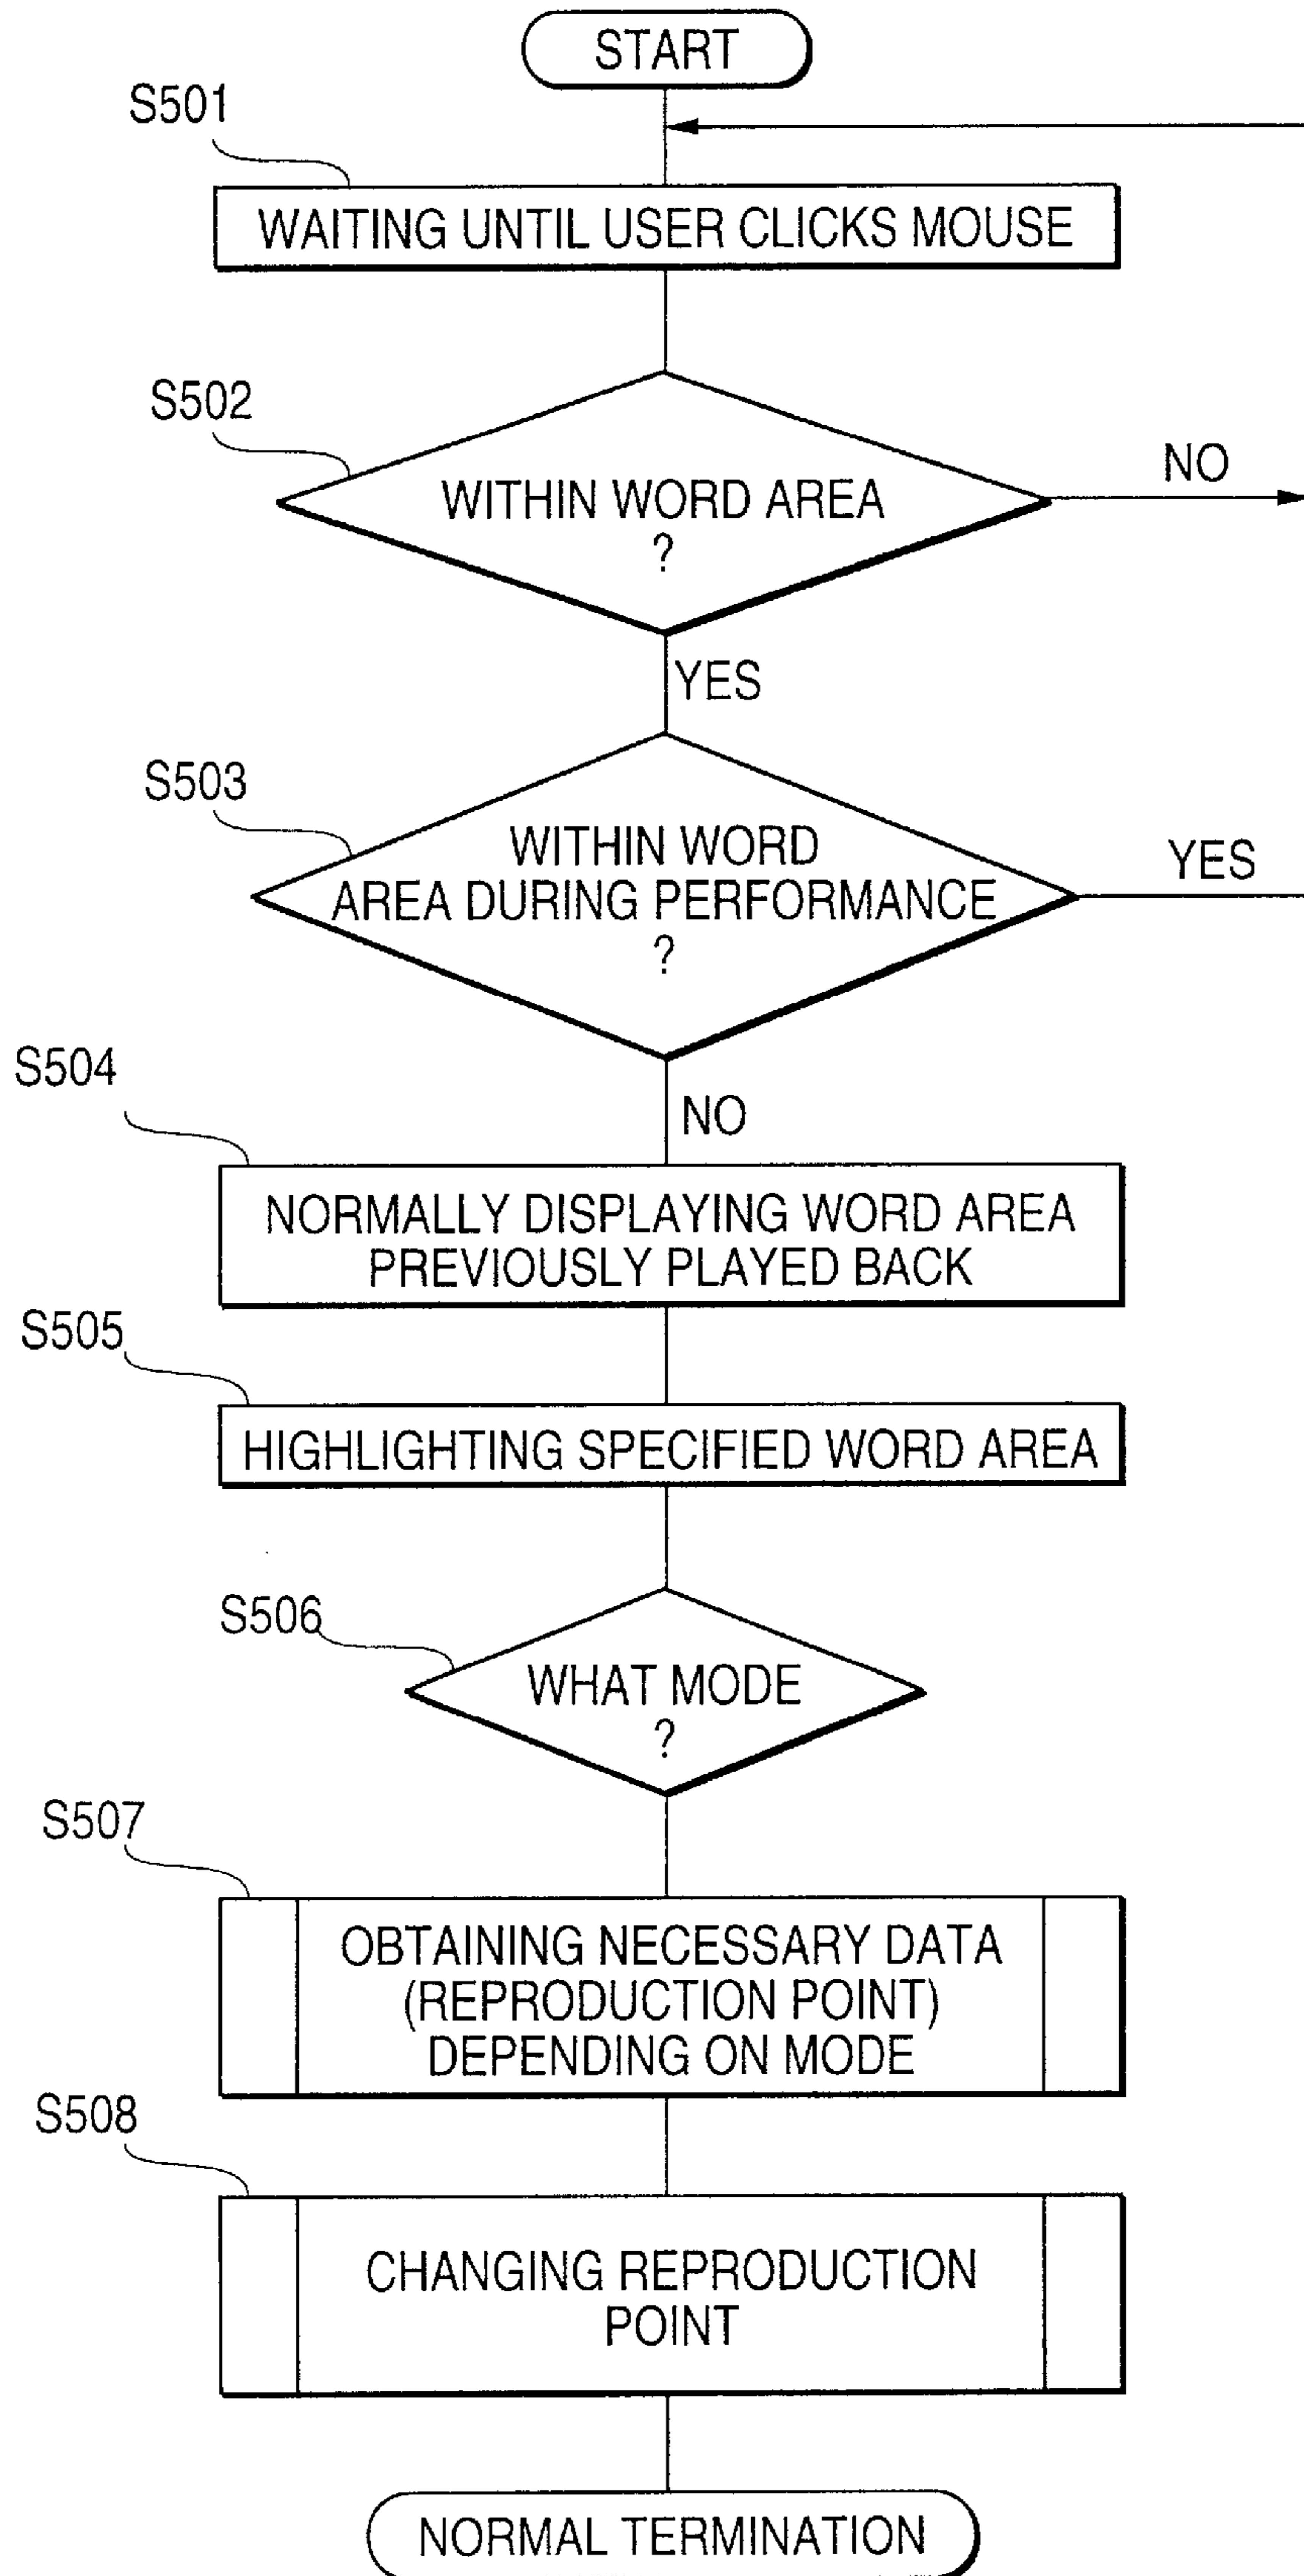 START
S501
WAITING UNTIL USER CLICKS MOUSE
S502
WITHIN WORD AREA
?
NO
YES
S503
WITHIN WORD
AREA DURING PERFORMANCE
?
YES
NO
S504
NORMALLY DISPLAYING WORD AREA
PREVIOUSLY PLAYED BACK
S505
HIGHLIGHTING SPECIFIED WORD AREA
S506
WHAT MODE
?
S507
OBTAINING NECESSARY DATA
(REPRODUCTION POINT)
DEPENDING ON MODE
S508
CHANGING REPRODUCTION
POINT
NORMAL TERMINATION